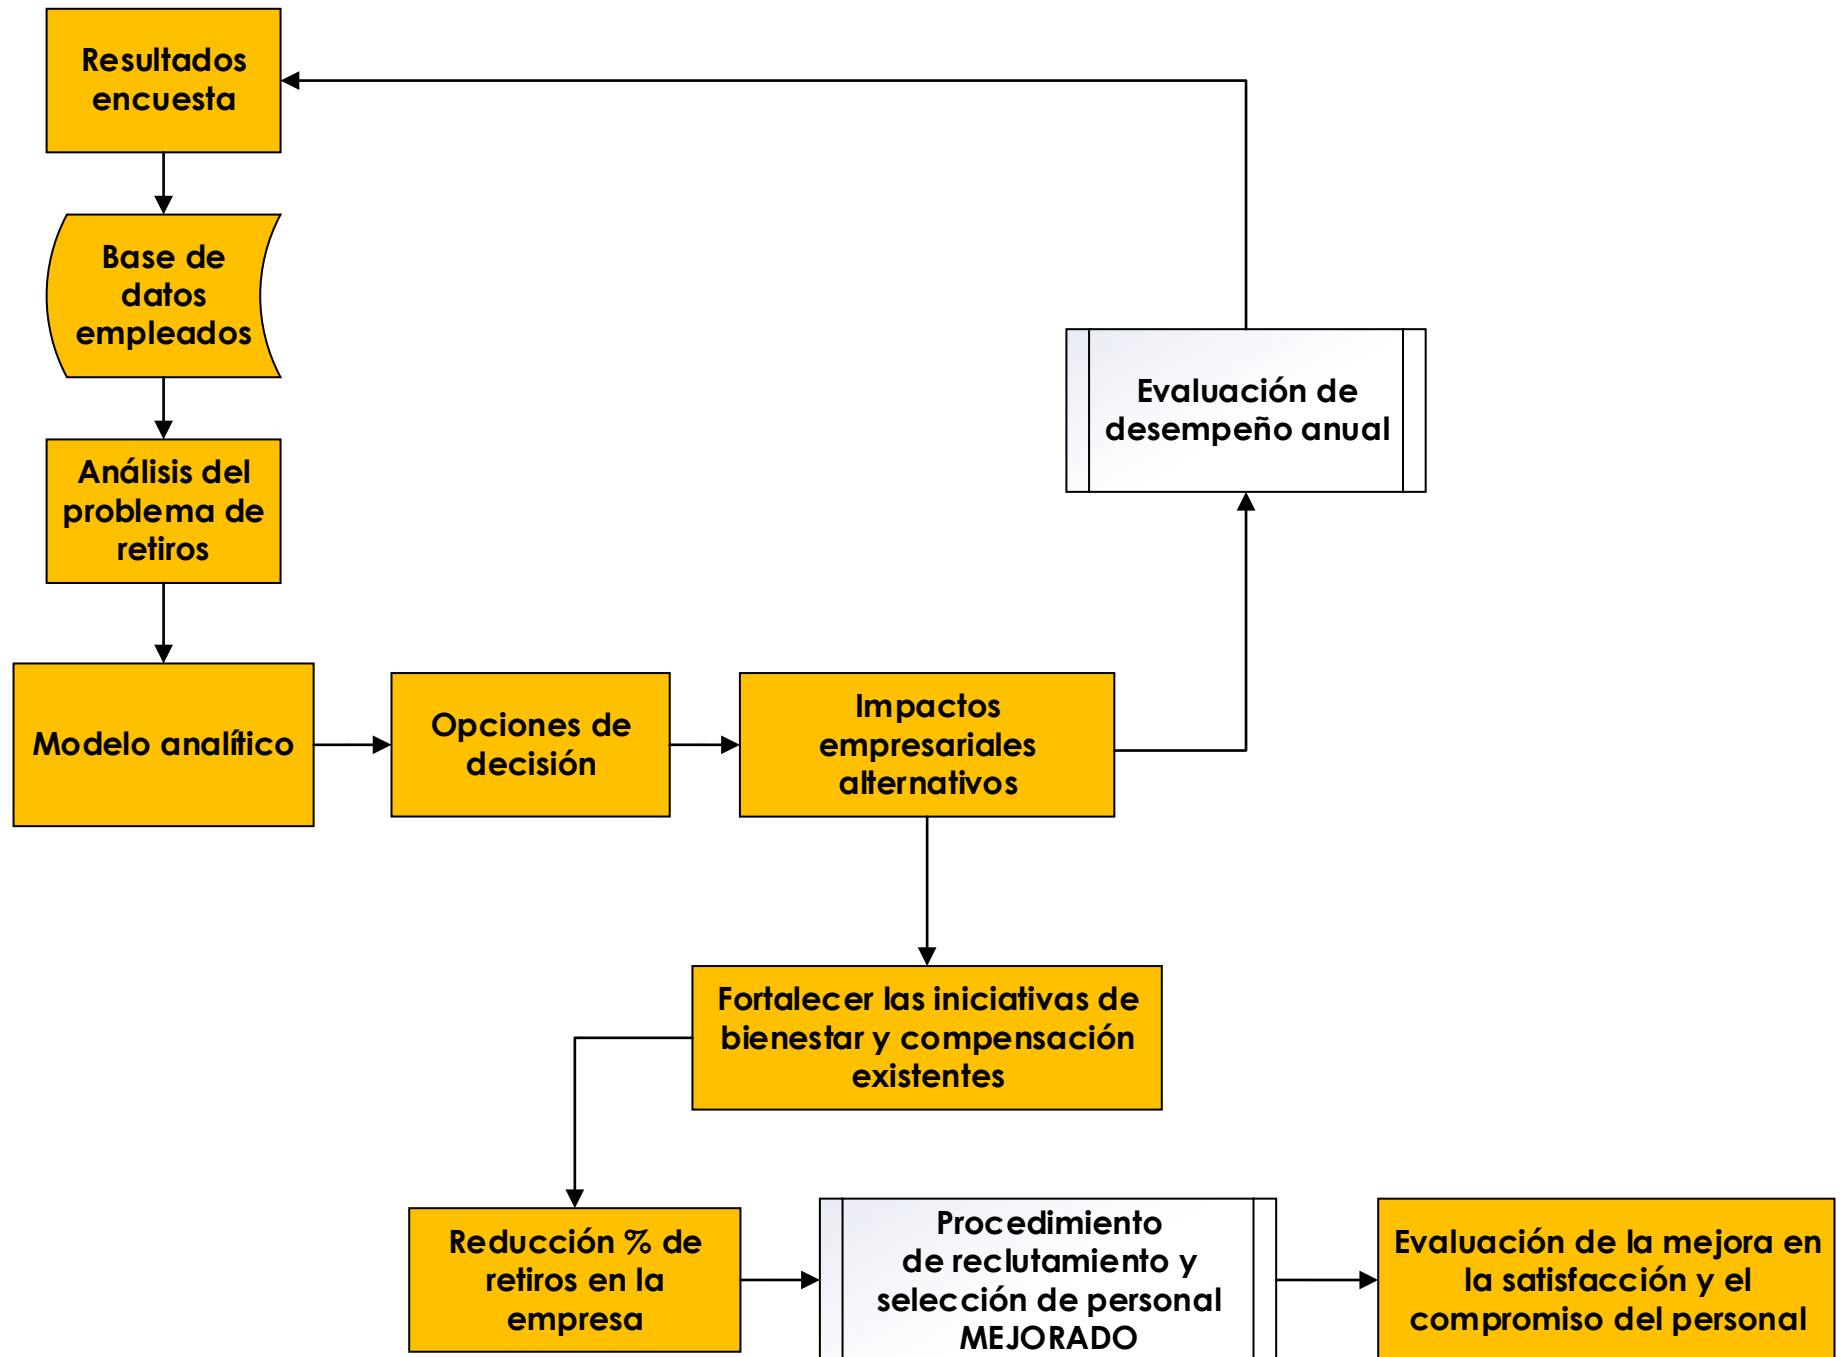 Resultados
encuesta
Base de
datos
empleados
Evaluación de
desempeño anual
Análisis del
problema de
retiros
Modelo analítico
Opciones de
decisión
Impactos
empresariales
alternativos
Fortalecer las iniciativas de
bienestar y compensación
existentes
Reducción % de
retiros en la
empresa
Procedimiento
de reclutamiento y
selección de personal
MEJORADO
Evaluación de la mejora en
la satisfacción y el
compromiso del personal